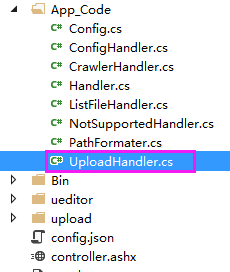 App_Code
Config.cs
ConfigHandler.cs
CrawlerHandler.cs
Handler.cs
ListFileHandler.cs
NotSupportedHandler.cs
PathFormater.cs
UploadHandler.cs
Bin
ueditor
upload
config.json
controller.ashx